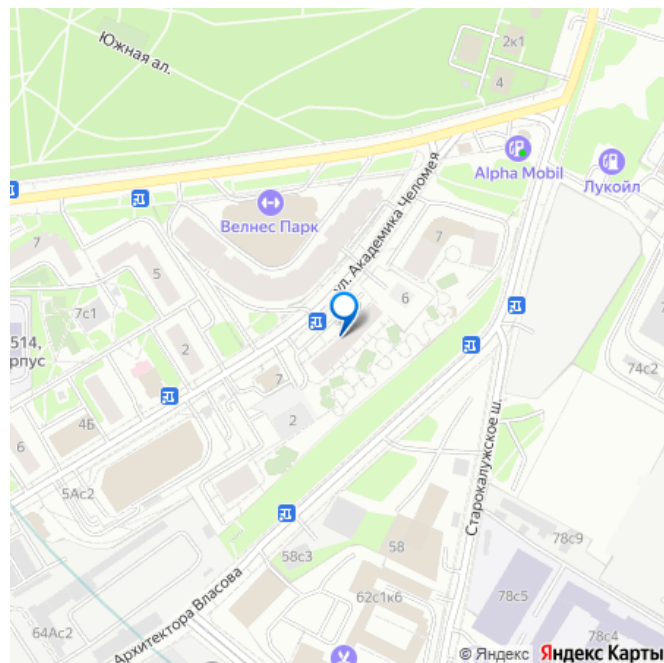 Южная ал.
2к1
4
Alpha Mobil
Лукойл
Велнес Парк
ул. Академика Челомея
7
7
5
7с1
6
514,
рпус
2
74с2
7
4Б
2
6
5Ас2
Старокалужское ш.
58с3
58
78с9
62с1к6
78с5
64Ас2
Архитектора Власова
78с4
© Яндекс Яндекс Карты